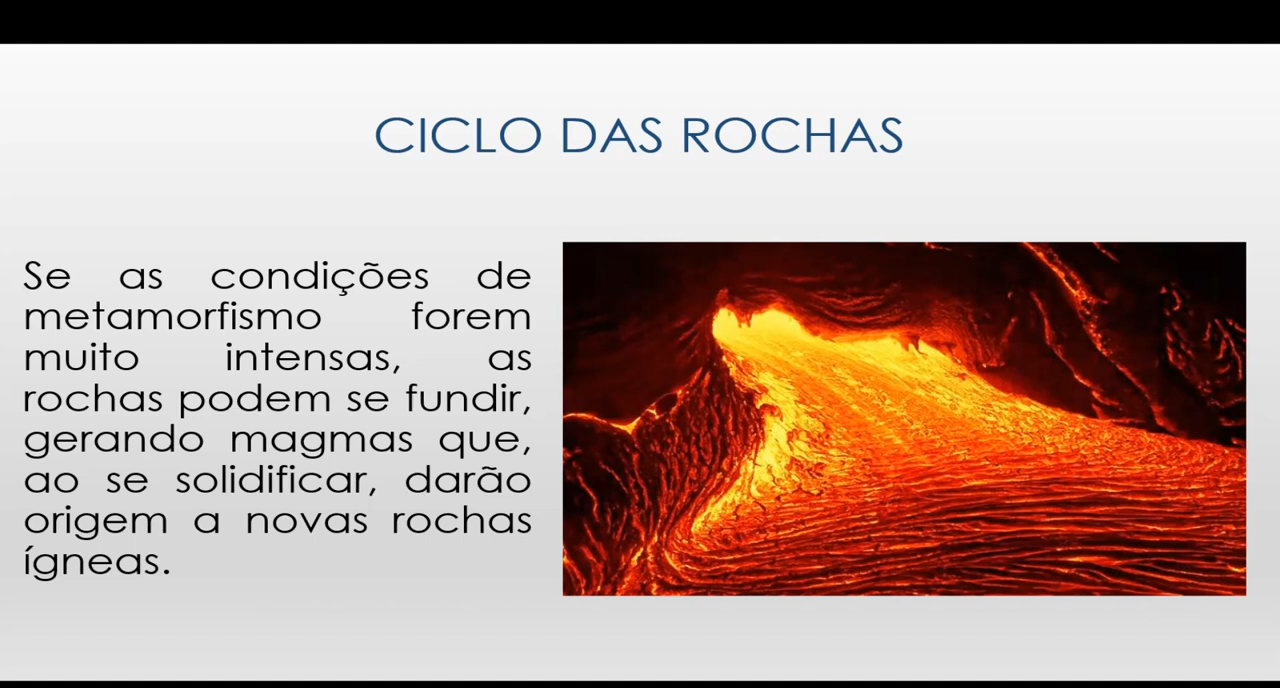 CICLO DAS ROCHAS
Se as condições de
metamorfismo forem
muito intensas, as
rochas podem se fundir,
gerando magmas que,
ao se solidificar, darão
origem a novas rochas
ígneas.